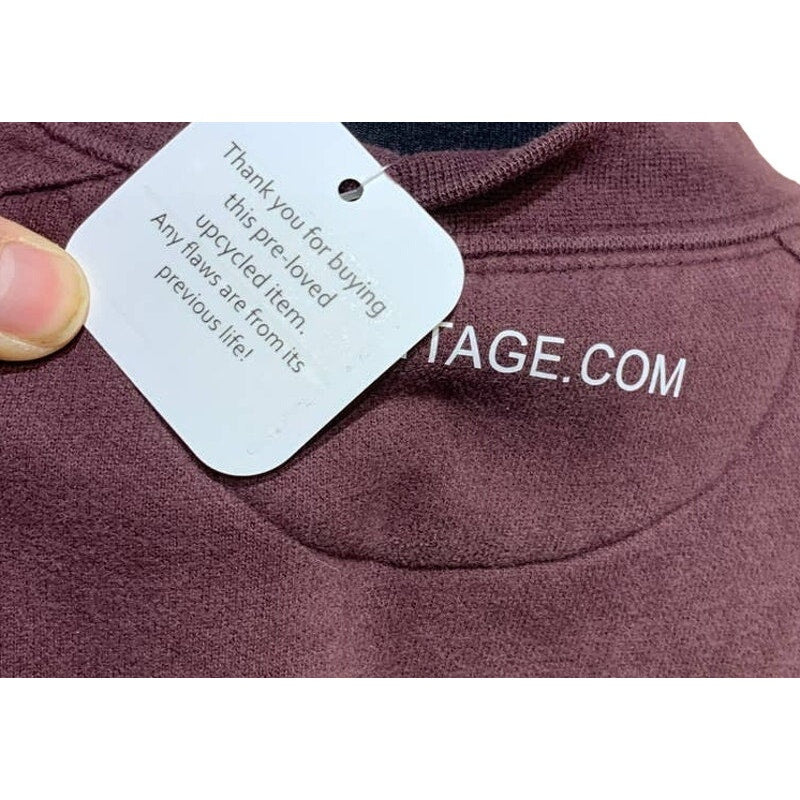 Thank you for buying
this pre-loved
upcycled item.
Any flaws are from its
previous life!
TAGE.COM